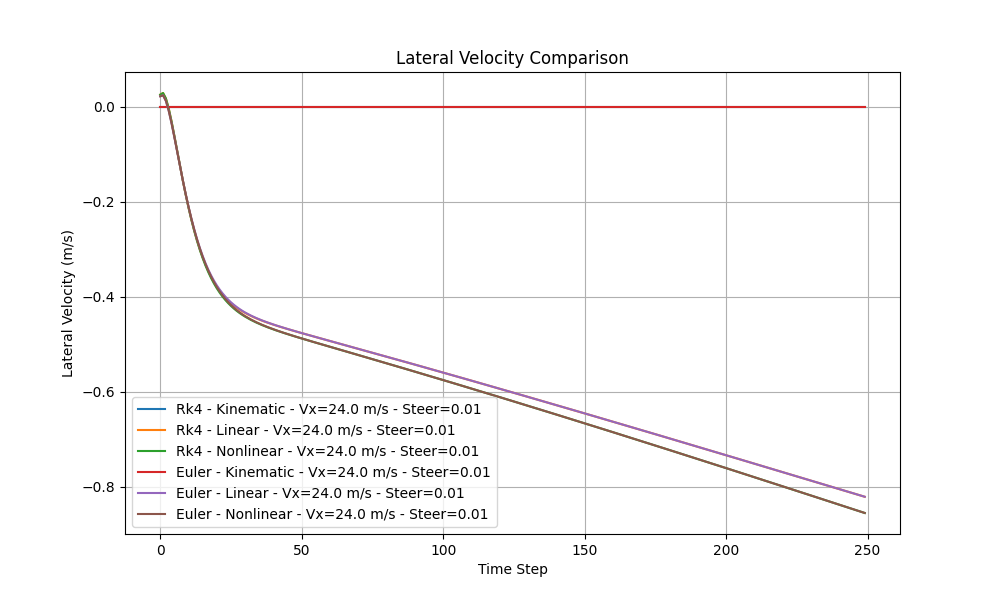 Lateral Velocity Comparison
0.0
−0.2
−0.4
−0.6
−0.8
Lateral Velocity (m/s)
Rk4 - Kinematic - Vx=24.0 m/s - Steer=0.01
Rk4 - Linear - Vx=24.0 m/s - Steer=0.01
Rk4 - Nonlinear - Vx=24.0 m/s - Steer=0.01
Euler - Kinematic - Vx=24.0 m/s - Steer=0.01
Euler - Linear - Vx=24.0 m/s - Steer=0.01
Euler - Nonlinear - Vx=24.0 m/s - Steer=0.01
0 50 100 150 200 250
Time Step